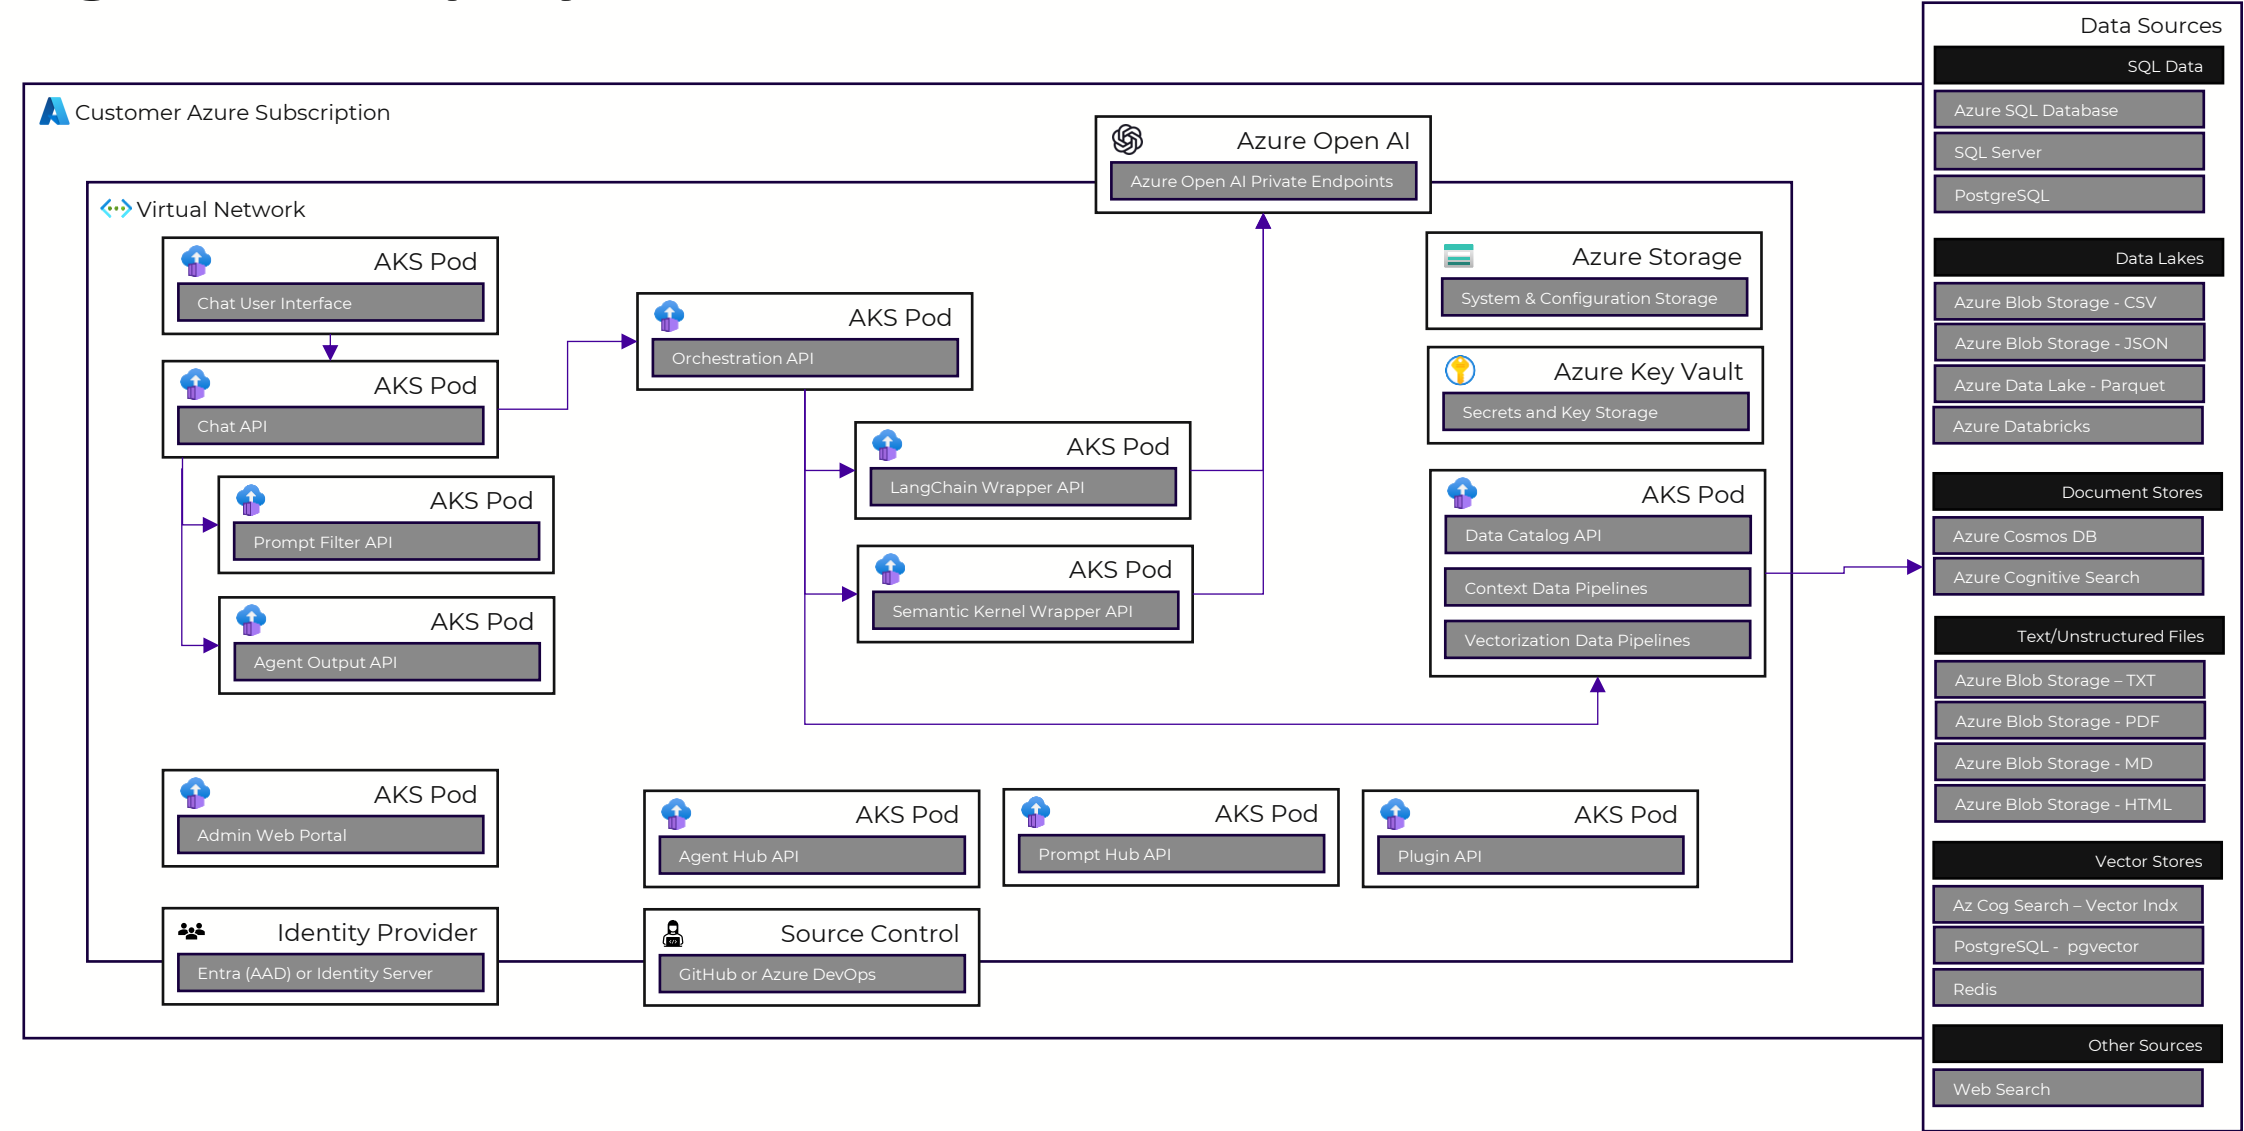 Customer Azure Subscription
Virtual Network
AKS Pod
Chat User Interface
AKS Pod
Chat API
AKS Pod
Prompt Filter API
AKS Pod
Agent Output API
AKS Pod
Admin Web Portal
Identity Provider
Entra (AAD) or Identity Server
AKS Pod
Orchestration API
AKS Pod
LangChain Wrapper API
AKS Pod
Semantic Kernel Wrapper API
Azure Open AI
Azure Open AI Private Endpoints
Azure Storage
System & Configuration Storage
Azure Key Vault
Secrets and Key Storage
AKS Pod
Data Catalog API
Context Data Pipelines
Vectorization Data Pipelines
AKS Pod
Agent Hub API
AKS Pod
Prompt Hub API
AKS Pod
Plugin API
Source Control
GitHub or Azure DevOps
Data Sources
SQL Data
Azure SQL Database
SQL Server
PostgreSQL
Data Lakes
Azure Blob Storage - CSV
Azure Blob Storage - JSON
Azure Data Lake - Parquet
Azure Databricks
Document Stores
Azure Cosmos DB
Azure Cognitive Search
Text/Unstructured Files
Azure Blob Storage – TXT
Azure Blob Storage - PDF
Azure Blob Storage - MD
Azure Blob Storage - HTML
Vector Stores
Az Cog Search – Vector Indx
PostgreSQL - pgvector
Redis
Other Sources
Web Search